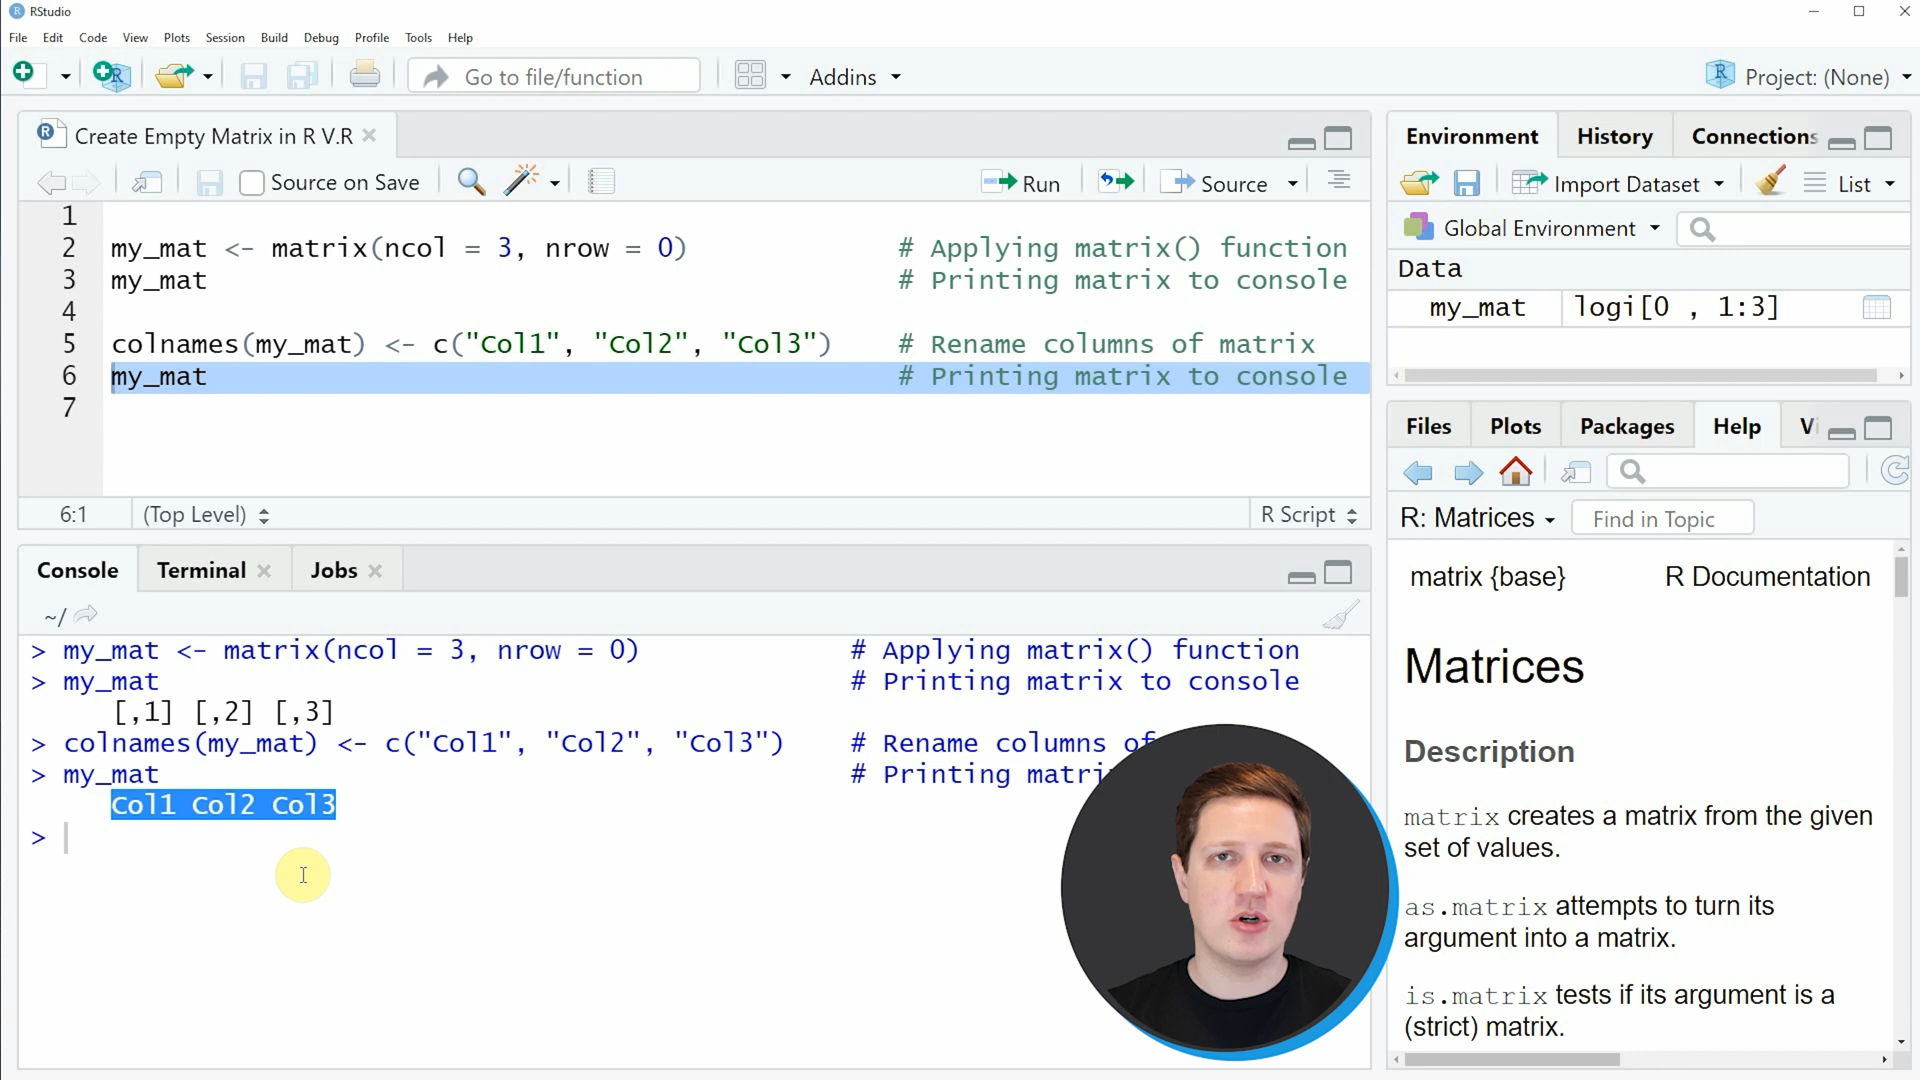 RStudio
File Edit Code View Plots Session Build Debug Profile Tools Help
Go to file/function Addins Project: (None)
Create Empty Matrix in R V.R
Source on Save Run Source
1
2 my_mat <- matrix(ncol = 3, nrow = 0) # Applying matrix() function
3 my_mat # Printing matrix to console
4
5 colnames(my_mat) <- c("Col1", "Col2", "Col3") # Rename columns of matrix
6 my_mat # Printing matrix to console
7
6:1 (Top Level) R Script
Console Terminal Jobs
~/
> my_mat <- matrix(ncol = 3, nrow = 0) # Applying matrix() function
> my_mat # Printing matrix to console
[,1] [,2] [,3]
> colnames(my_mat) <- c("Col1", "Col2", "Col3") # Rename columns of
> my_mat # Printing matri
Col1 Col2 Col3
>
Environment History Connections
Import Dataset List
Global Environment
Data
my_mat logi[0 , 1:3]
Files Plots Packages Help Vi
R: Matrices Find in Topic
matrix {base} R Documentation
Matrices
Description
matrix creates a matrix from the given
set of values.
as.matrix attempts to turn its
argument into a matrix.
is.matrix tests if its argument is a
(strict) matrix.